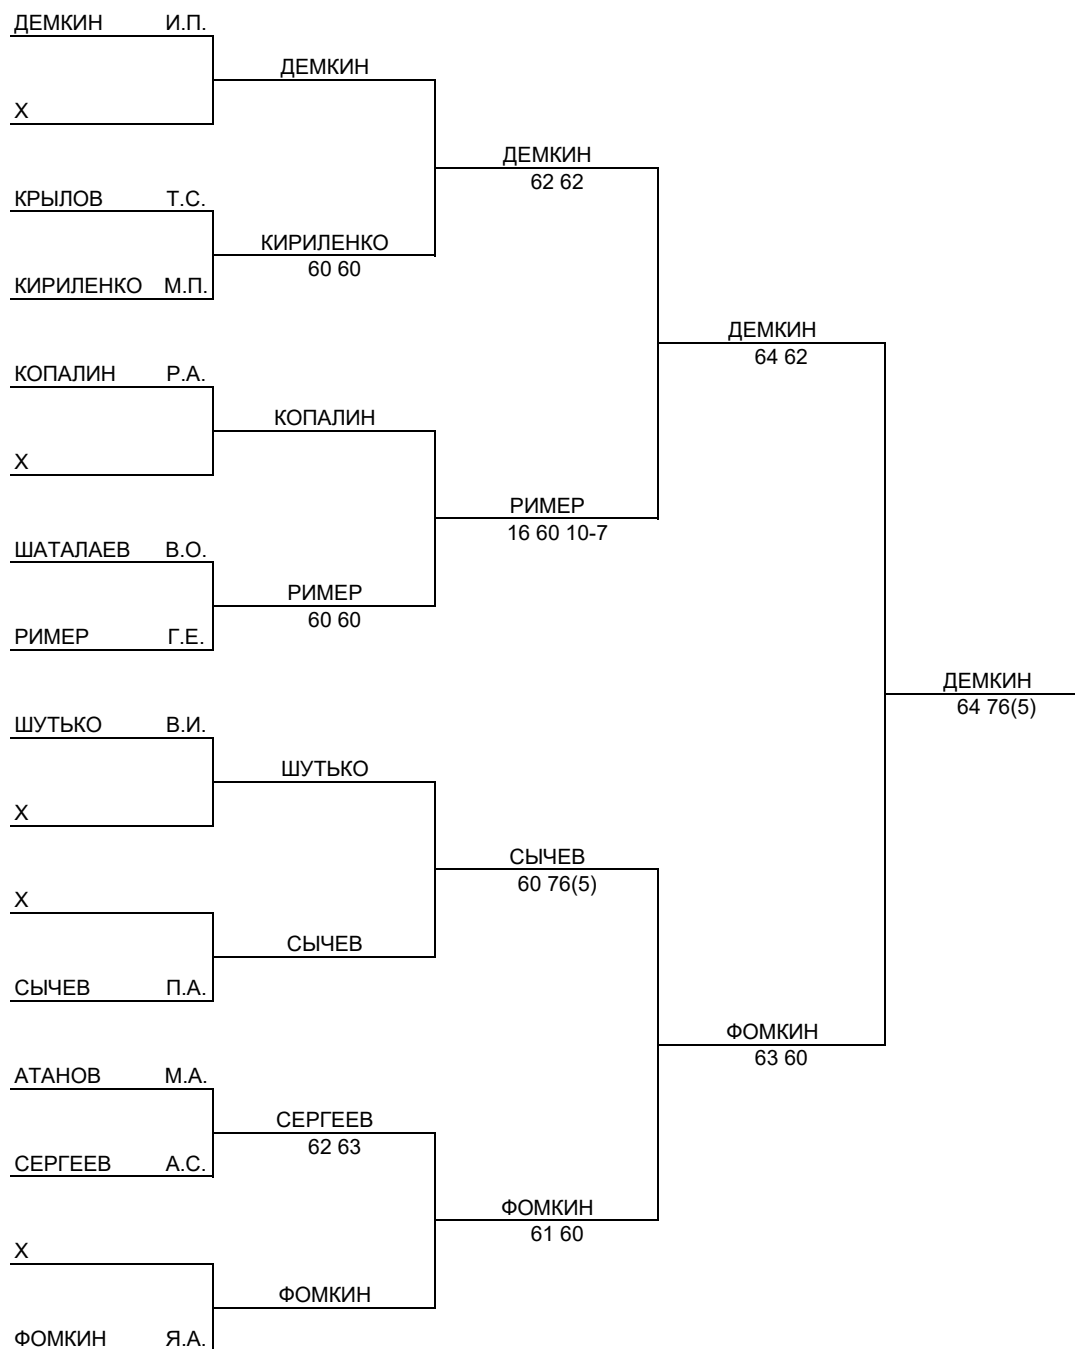 ДЕМКИН И.П.
ДЕМКИН
X
ДЕМКИН
62 62
КРЫЛОВ Т.С.
КИРИЛЕНКО
60 60
КИРИЛЕНКО М.П.
ДЕМКИН
64 62
КОПАЛИН Р.А.
КОПАЛИН
X
РИМЕР
16 60 10-7
ШАТАЛАЕВ В.О.
РИМЕР
60 60
РИМЕР Г.Е.
ДЕМКИН
64 76(5)
ШУТЬКО В.И.
ШУТЬКО
X
СЫЧЕВ
60 76(5)
X
СЫЧЕВ
СЫЧЕВ П.А.
ФОМКИН
63 60
АТАНОВ М.А.
СЕРГЕЕВ
62 63
СЕРГЕЕВ А.С.
ФОМКИН
61 60
X
ФОМКИН
ФОМКИН Я.А.